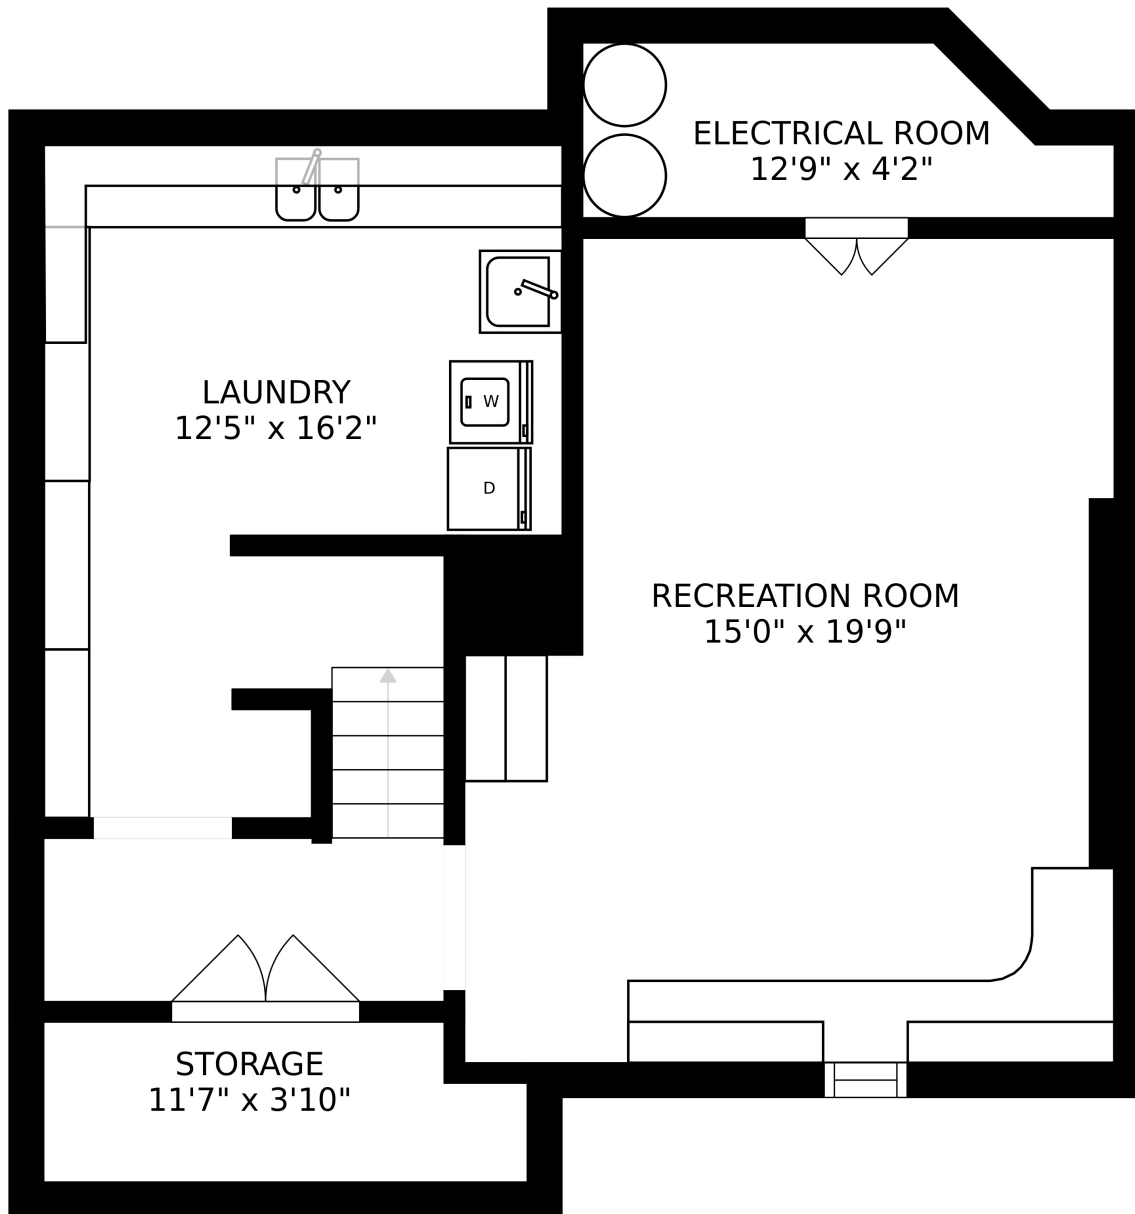 ELECTRICAL ROOM
12'9" x 4'2"
LAUNDRY
12'5" x 16'2"
W
D
RECREATION ROOM
15'0" x 19'9"
STORAGE
11'7" x 3'10"